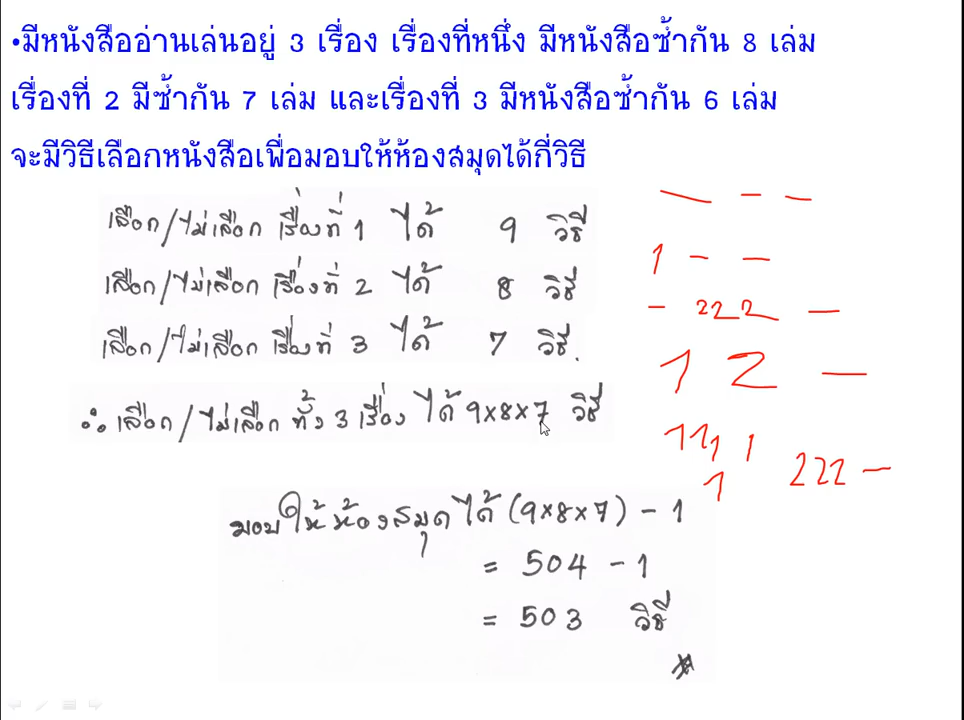 •มีหนังสืออ่านเล่นอยู่ 3 เรื่อง เรื่องที่หนึ่ง มีหนังสือซ้ำกัน 8 เล่ม
เรื่องที่ 2 มีซ้ำกัน 7 เล่ม และเรื่องที่ 3 มีหนังสือซ้ำกัน 6 เล่ม
จะมีวิธีเลือกหนังสือเพื่อมอบให้ห้องสมุดได้กี่วิธี
เลือก/ไม่เลือก เรื่องที่ 1 ได้ 9 วิธี
เลือก/ไม่เลือก เรื่องที่ 2 ได้ 8 วิธี
เลือก/ไม่เลือก เรื่องที่ 3 ได้ 7 วิธี.
∴ เลือก/ไม่เลือก ทั้ง 3 เรื่อง ได้ 9×8×7 วิธี
มอบให้ห้องสมุดได้ (9×8×7) - 1
= 504 - 1
= 503 วิธี
— — —
1 — —
— 222 —
1 2 —
111 1 222 —
1